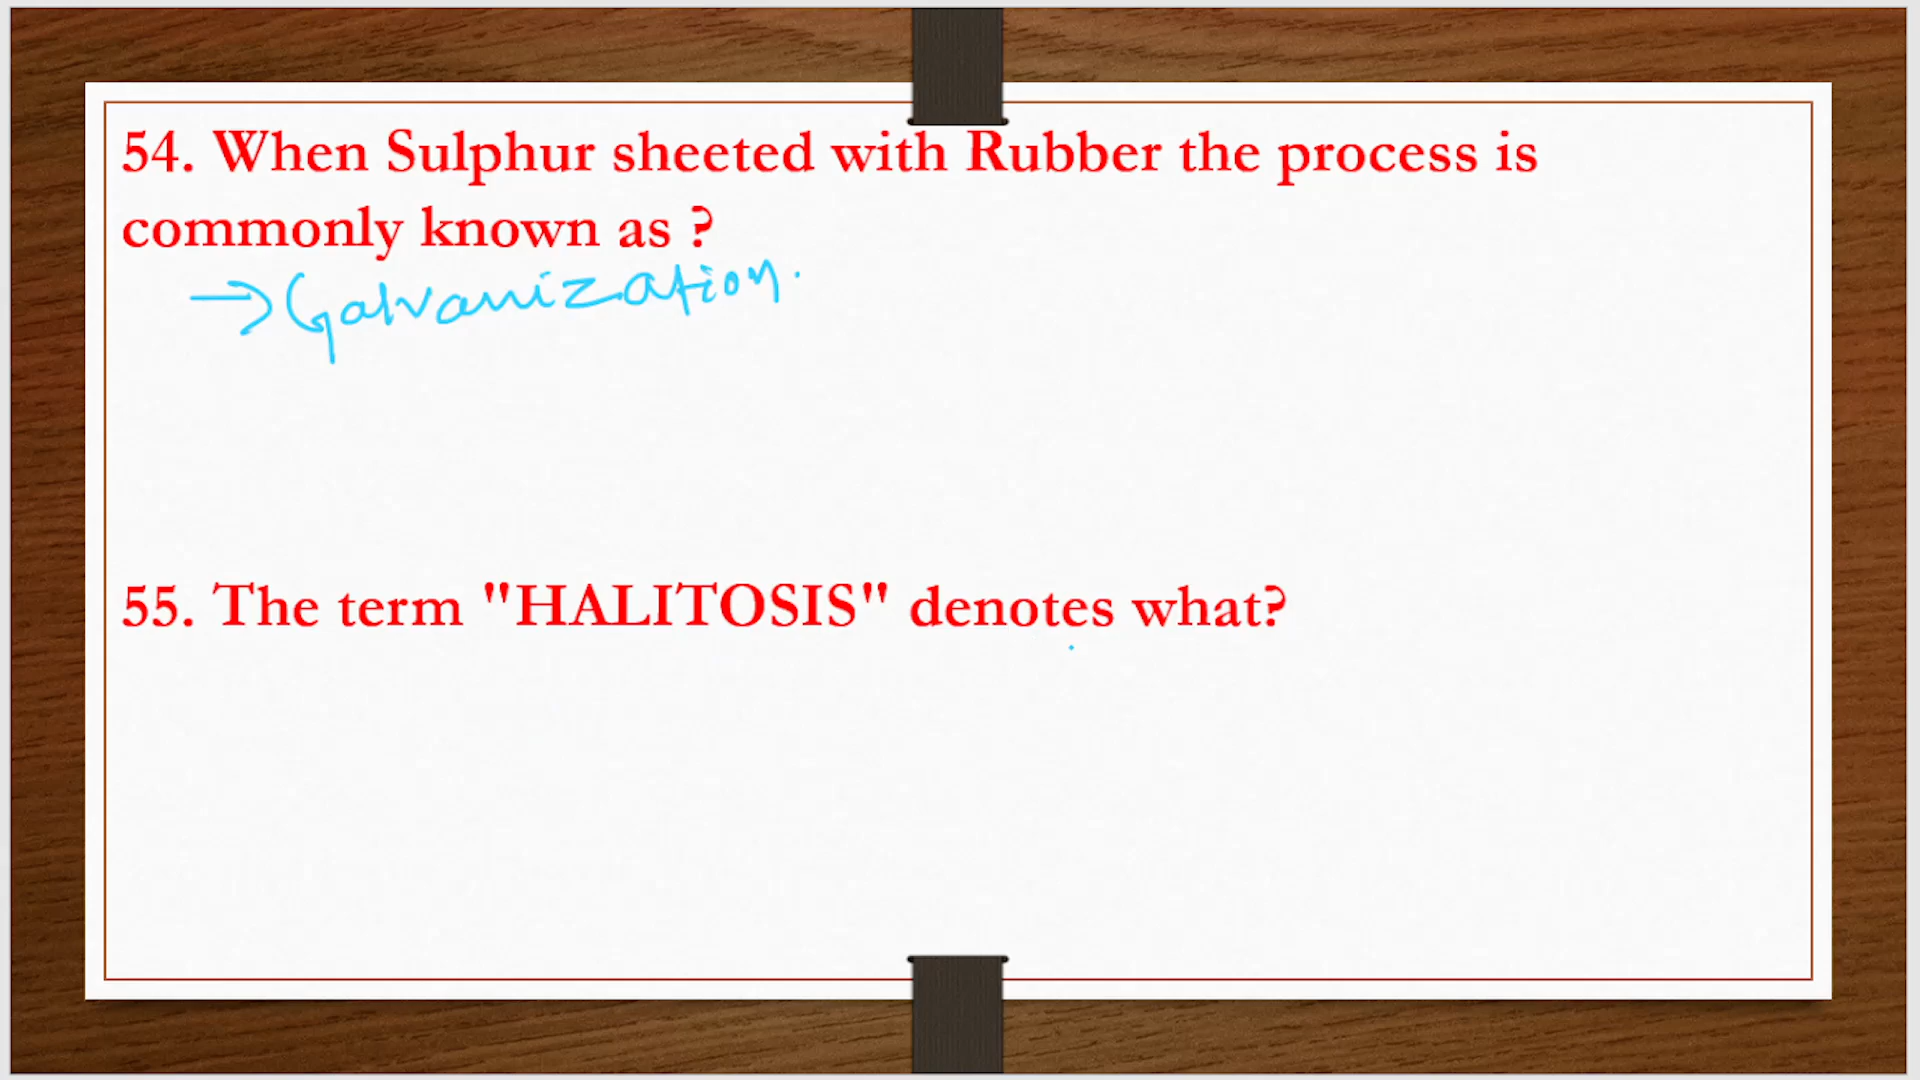 54. When Sulphur sheeted with Rubber the process is
commonly known as ?
→ Galvanization.
55. The term "HALITOSIS" denotes what?